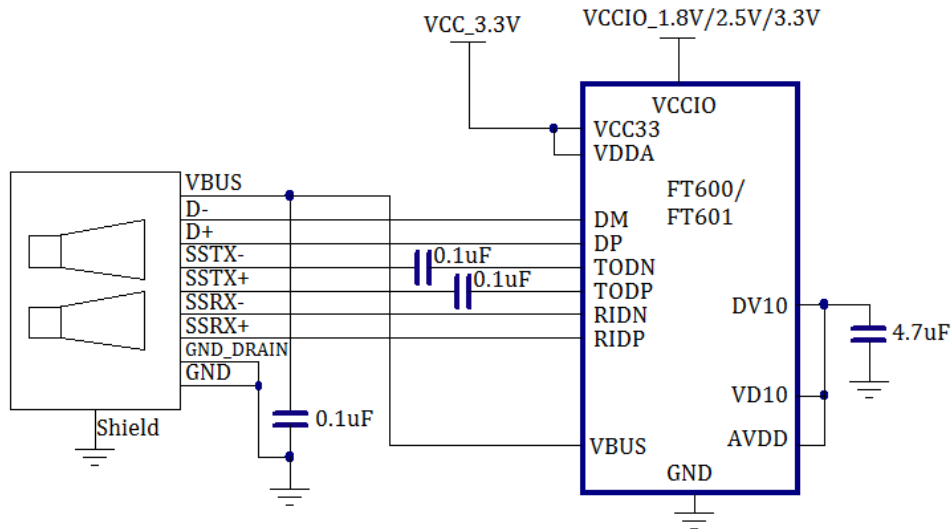 VCC_3.3V
VCCIO_1.8V/2.5V/3.3V
VCCIO
VCC33
VDDA
FT600/
FT601
VBUS
D-
D+
SSTX-
SSTX+
SSRX-
SSRX+
GND_DRAIN
GND
Shield
0.1uF
0.1uF
0.1uF
DM
DP
TODN
TODP
RIDN
RIDP
VBUS
GND
DV10
VD10
AVDD
4.7uF